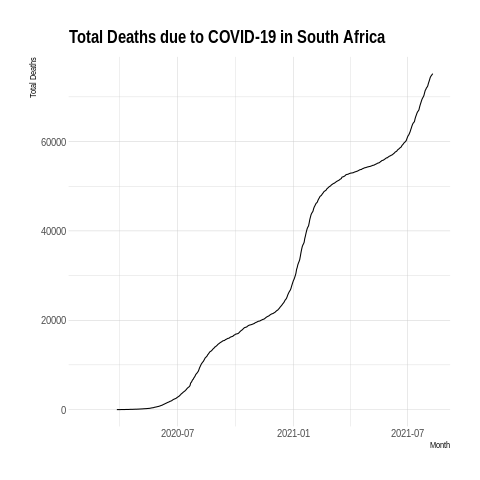 Total Deaths due to COVID-19 in South Africa
Total Deaths
60000
40000
20000
0
2020-07 2021-01 2021-07
Month